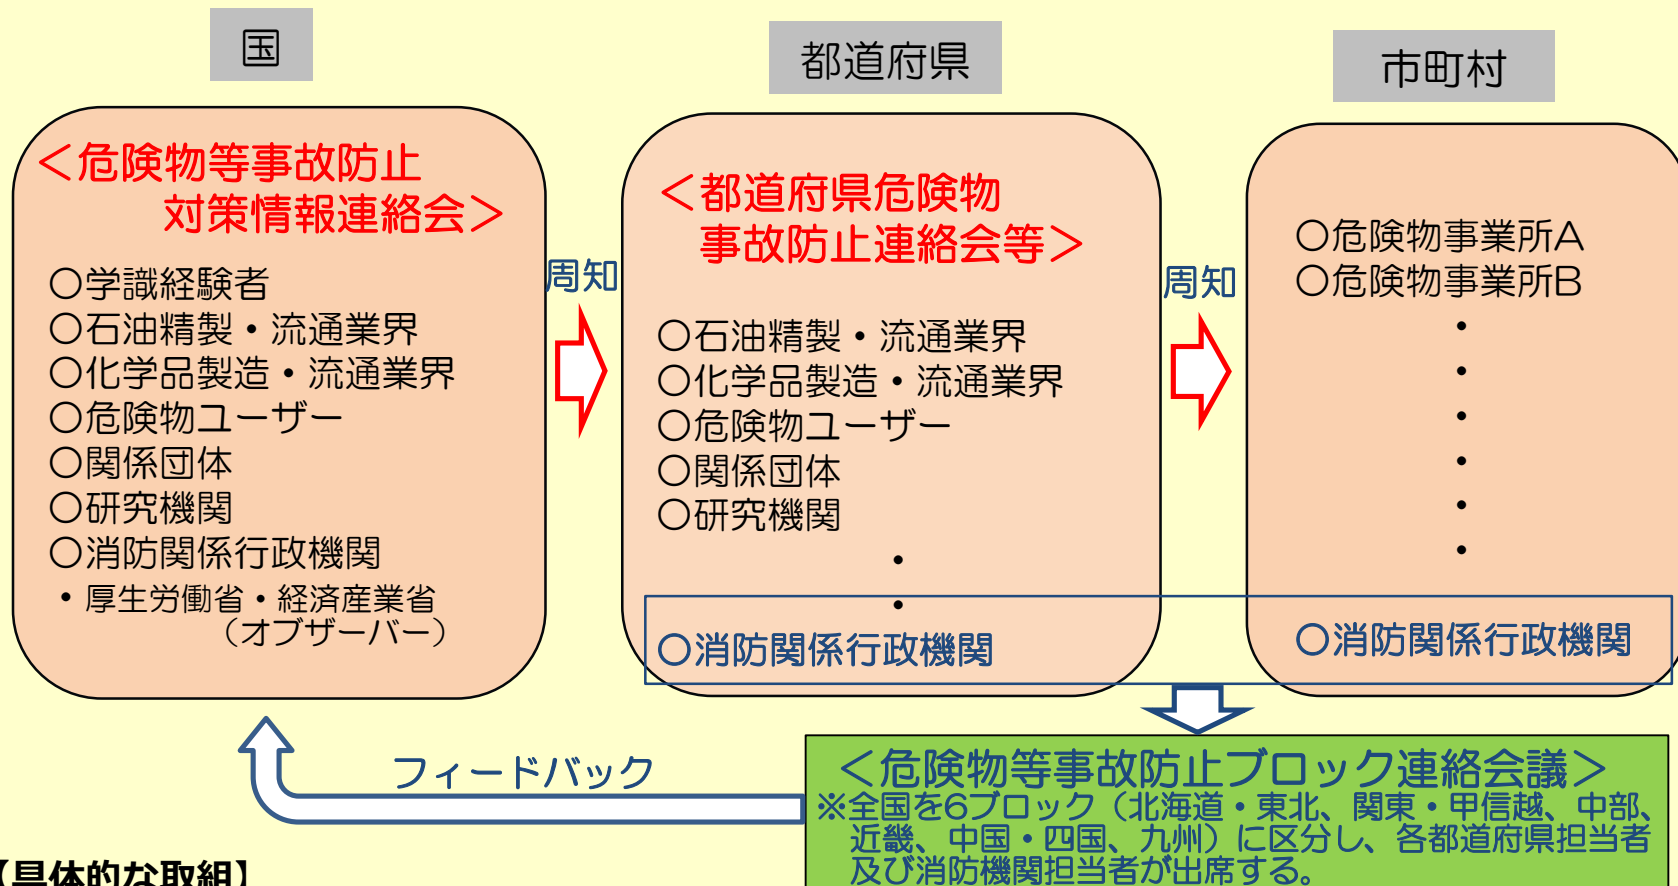 国
＜危険物等事故防止
対策情報連絡会＞
○学識経験者
○石油精製・流通業界
○化学品製造・流通業界
○危険物ユーザー
○関係団体
○研究機関
○消防関係行政機関
・厚生労働省・経済産業省
（オブザーバー）
周知
都道府県
＜都道府県危険物
事故防止連絡会等＞
○石油精製・流通業界
○化学品製造・流通業界
○危険物ユーザー
○関係団体
○研究機関
・
・
○消防関係行政機関
周知
市町村
○危険物事業所A
○危険物事業所B
・
・
・
・
・
・
○消防関係行政機関
フィードバック
＜危険物等事故防止ブロック連絡会議＞
※全国を6ブロック（北海道・東北、関東・甲信越、中部、
近畿、中国・四国、九州）に区分し、各都道府県担当者
及び消防機関担当者が出席する。
【具体的な取組】